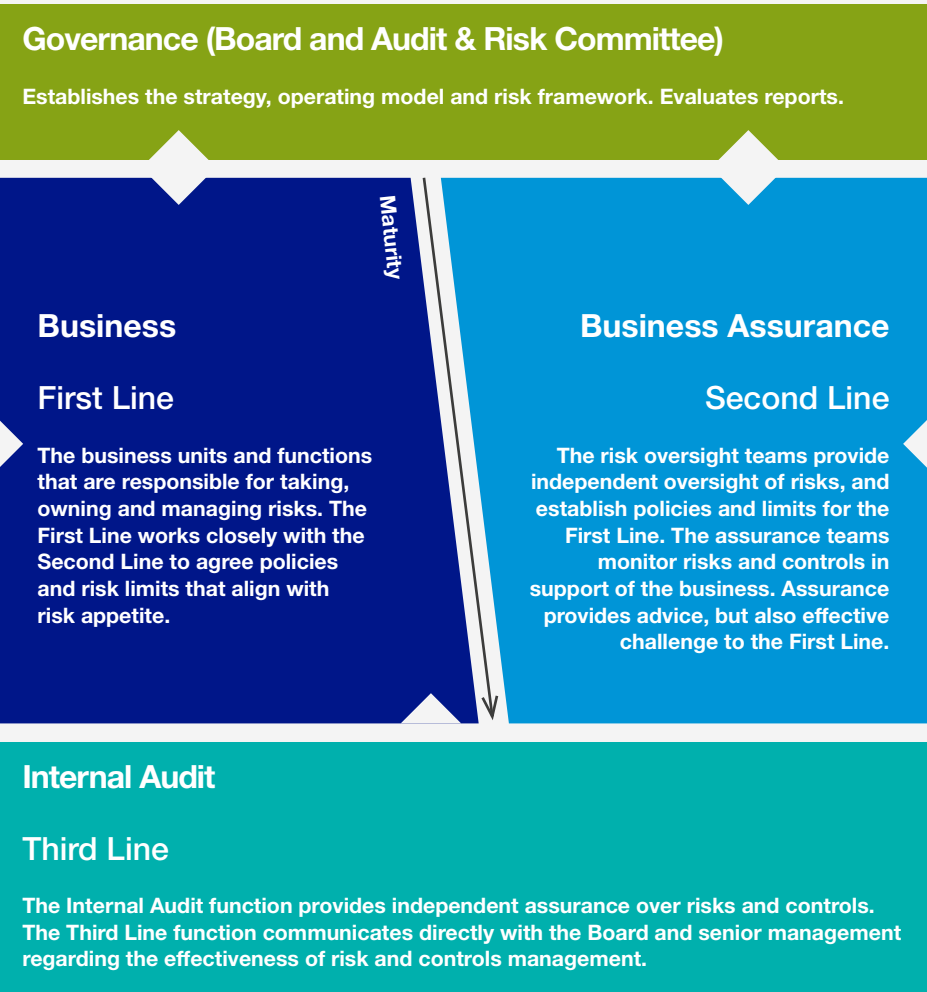 Governance (Board and Audit & Risk Committee)
Establishes the strategy, operating model and risk framework. Evaluates reports.
Maturity
Business
First Line
The business units and functions
that are responsible for taking,
owning and managing risks. The
First Line works closely with the
Second Line to agree policies
and risk limits that align with
risk appetite.
Business Assurance
Second Line
The risk oversight teams provide
independent oversight of risks, and
establish policies and limits for the
First Line. The assurance teams
monitor risks and controls in
support of the business. Assurance
provides advice, but also effective
challenge to the First Line.
Internal Audit
Third Line
The Internal Audit function provides independent assurance over risks and controls.
The Third Line function communicates directly with the Board and senior management
regarding the effectiveness of risk and controls management.